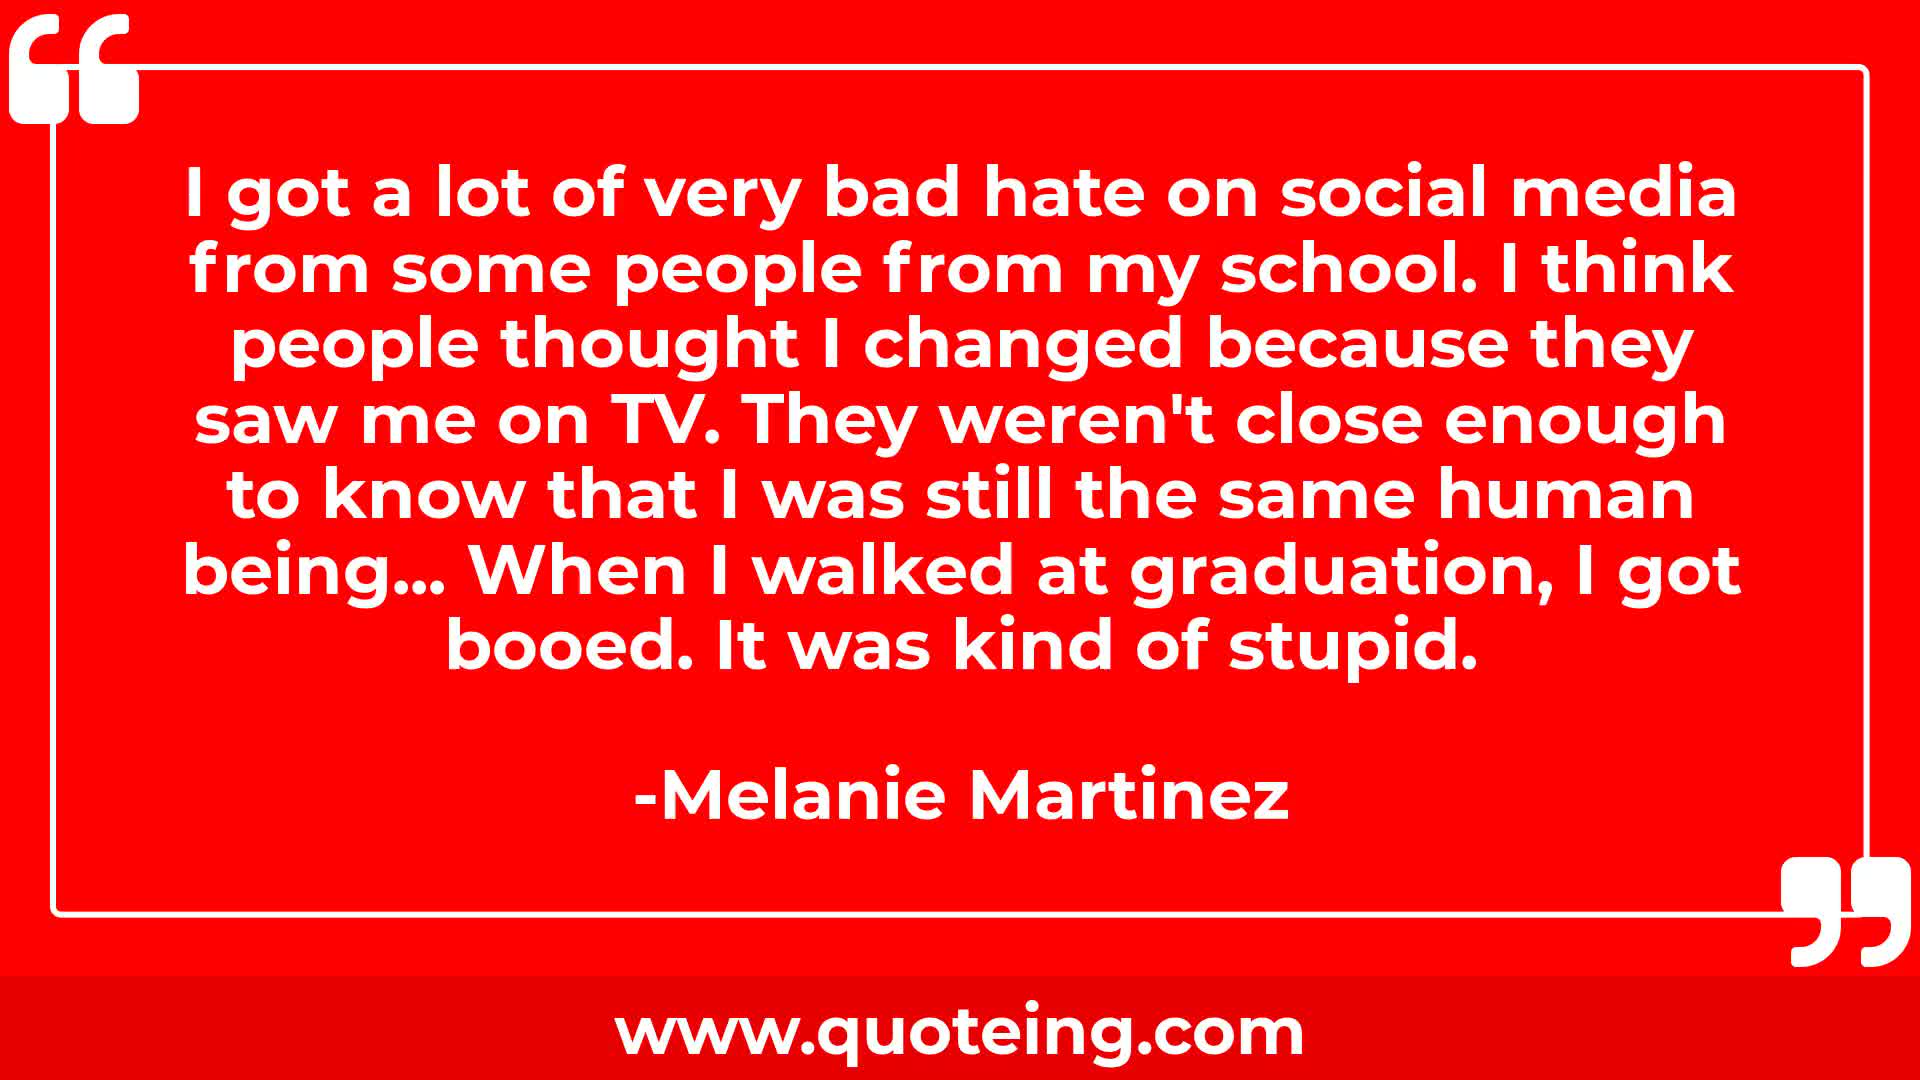 I got a lot of very bad hate on social media
from some people from my school. I think
people thought I changed because they
saw me on TV. They weren't close enough
to know that I was still the same human
being... When I walked at graduation, I got
booed. It was kind of stupid.
-Melanie Martinez
www.quoteing.com